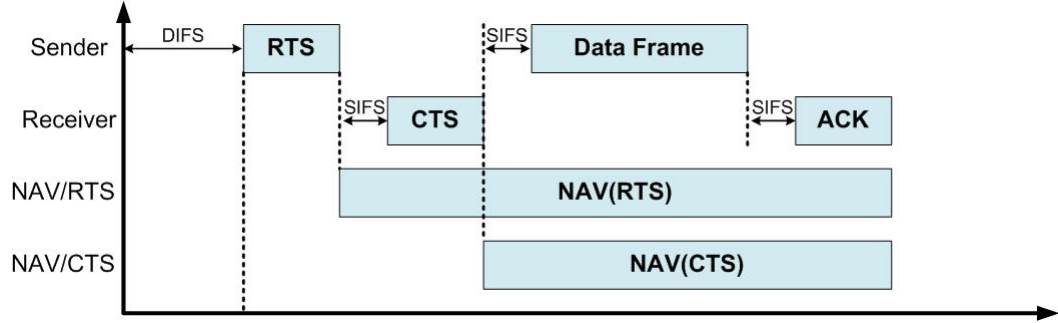 Sender
DIFS
RTS
SIFS
Data Frame
Receiver
SIFS
CTS
SIFS
ACK
NAV/RTS
NAV(RTS)
NAV/CTS
NAV(CTS)